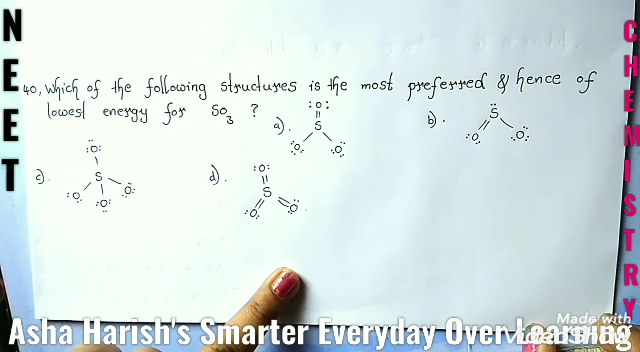 NEET
CHEMISTRY
40, Which of the following structures is the most preferred & hence of
lowest energy for SO3 ?
a).
:O:
S
:O: :O:
b).
S
:O: :O:
c).
:O:
S
:O: :O: :O:
d).
:O:
S
:O: :O:
Made with
VideoShow
Asha Harish's Smarter Everyday Over Learning